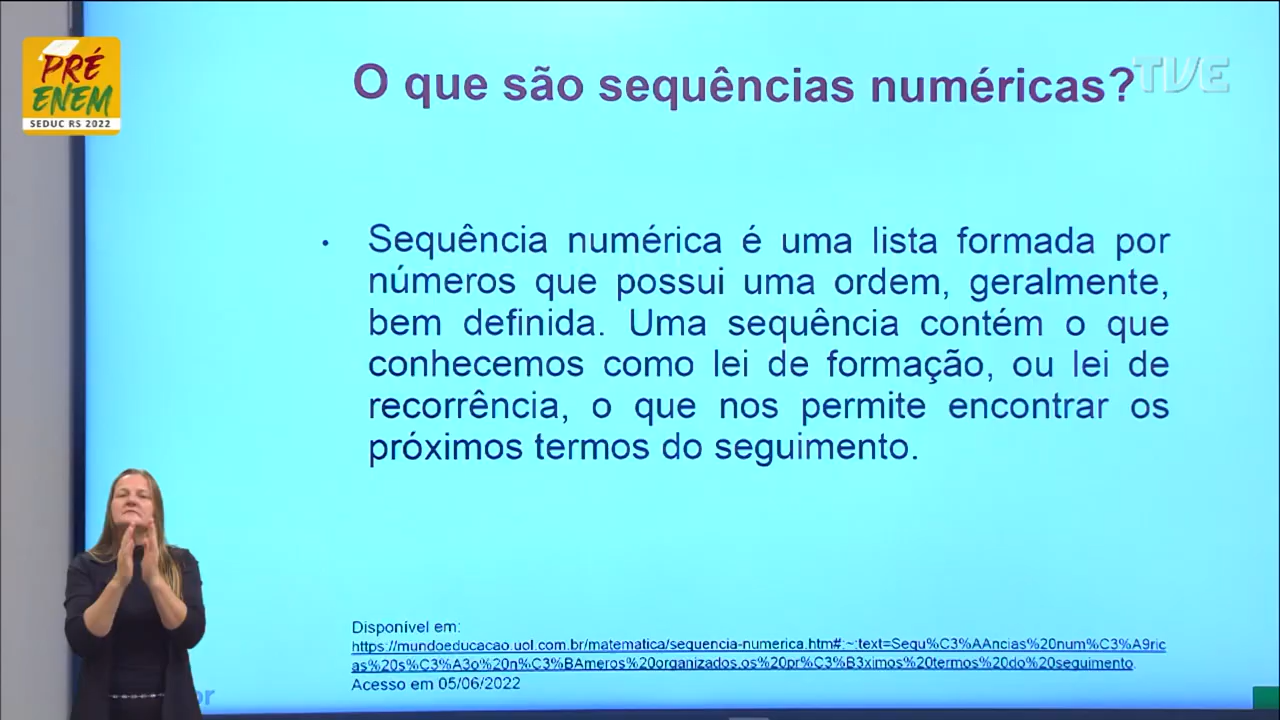 PRÉ
ENEM
SEDUC RS 2022
O que são sequências numéricas?
TVE
• Sequência numérica é uma lista formada por
números que possui uma ordem, geralmente,
bem definida. Uma sequência contém o que
conhecemos como lei de formação, ou lei de
recorrência, o que nos permite encontrar os
próximos termos do seguimento.
Disponível em:
https://mundoeducacao.uol.com.br/matematica/sequencia-numerica.htm#:~:text=Sequ%C3%AAncias%20num%C3%A9ric
as%20s%C3%A3o%20n%C3%BAmeros%20organizados,os%20pr%C3%B3ximos%20termos%20do%20seguimento.
Acesso em 05/06/2022